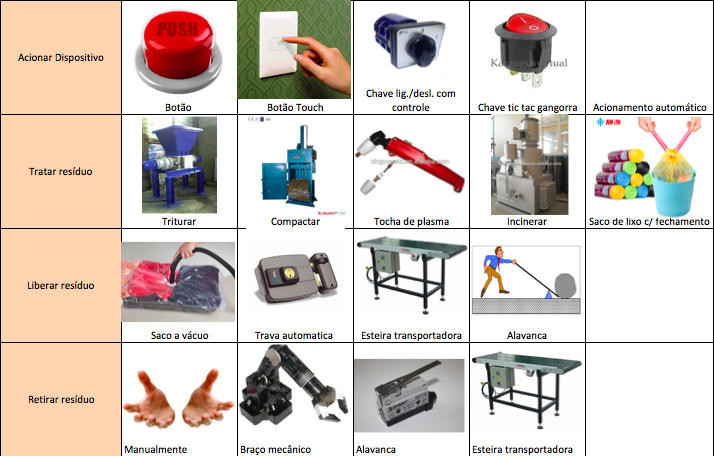 Acionar Dispositivo
PUSH
Botão
Botão Touch
Chave lig./desl. com
controle
Karanguavirtual
Chave tic tac gangorra
Acionamento automático
Tratar resíduo
Triturar
Compactar
Tocha de plasma
Incinerar
Saco de lixo c/ fechamento
Liberar resíduo
Saco a vácuo
Trava automatica
Esteira transportadora
Alavanca
Retirar resíduo
Manualmente
Braço mecânico
Alavanca
Esteira transportadora